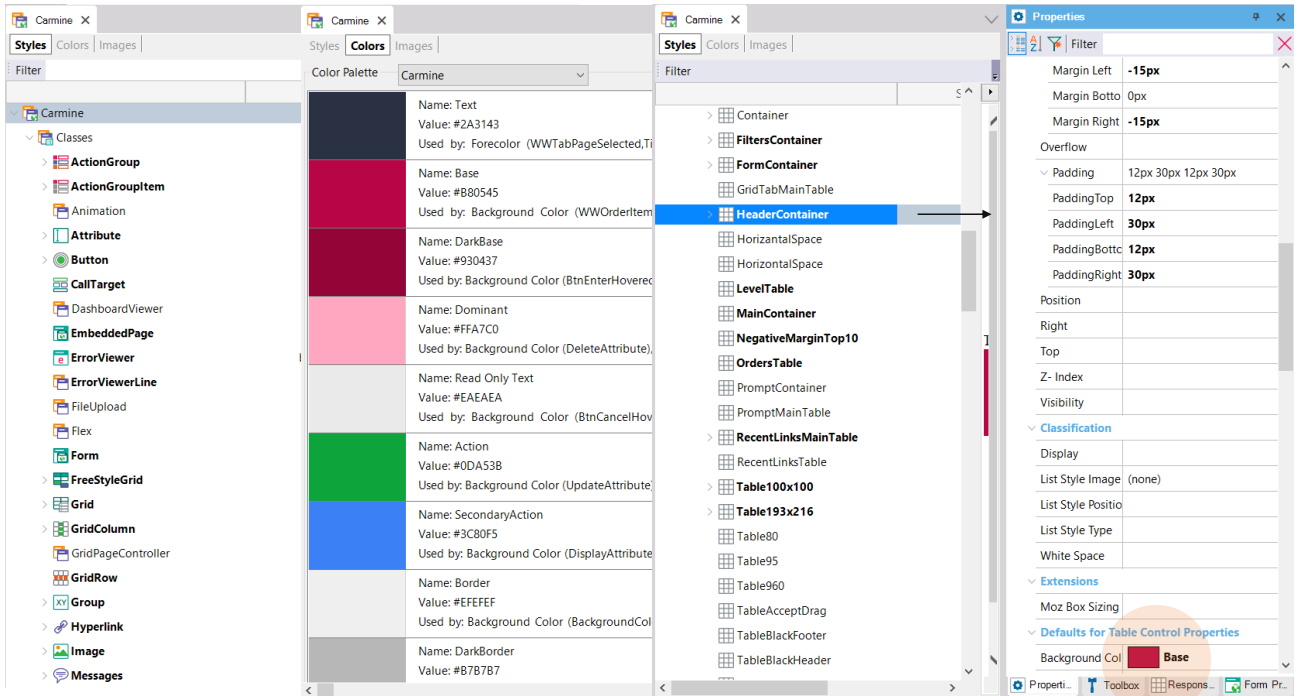 Carmine
Styles Colors Images
Filter
Carmine
Classes
ActionGroup
ActionGroupItem
Animation
Attribute
Button
CallTarget
DashboardViewer
EmbeddedPage
ErrorViewer
ErrorViewerLine
FileUpload
Flex
Form
FreeStyleGrid
Grid
GridColumn
GridPageController
GridRow
Group
Hyperlink
Image
Messages
Carmine
Styles Colors Images
Color Palette Carmine
Name: Text
Value: #2A3143
Used by: Forecolor (WWTabPageSelected,Ti
Name: Base
Value: #B80545
Used by: Background Color (WWOrderItem
Name: DarkBase
Value: #930437
Used by: Background Color (BtnEnterHovered
Name: Dominant
Value: #FFA7C0
Used by: Background Color (DeleteAttribute),
Name: Read Only Text
Value: #EAEAEA
Used by: Background Color (BtnCancelHov
Name: Action
Value: #0DA53B
Used by: Background Color (UpdateAttribute
Name: SecondaryAction
Value: #3C80F5
Used by: Background Color (DisplayAttribute
Name: Border
Value: #EFEFEF
Used by: Background Color (BackgroundCol
Name: DarkBorder
Value: #B7B7B7
Carmine
Styles Colors Images
Filter
Container
FiltersContainer
FormContainer
GridTabMainTable
HeaderContainer
HorizantalSpace
HorizontalSpace
LevelTable
MainContainer
NegativeMarginTop10
OrdersTable
PromptContainer
PromptMainTable
RecentLinksMainTable
RecentLinksTable
Table100x100
Table193x216
Table80
Table95
Table960
TableAcceptDrag
TableBlackFooter
TableBlackHeader
Properties
Filter
Margin Left -15px
Margin Botto 0px
Margin Right -15px
Overflow
Padding 12px 30px 12px 30px
PaddingTop 12px
PaddingLeft 30px
PaddingBottc 12px
PaddingRight 30px
Position
Right
Top
Z- Index
Visibility
Classification
Display
List Style Image (none)
List Style Positio
List Style Type
White Space
Extensions
Moz Box Sizing
Defaults for Table Control Properties
Background Col Base
Properti... Toolbox Respons... Form Pr...